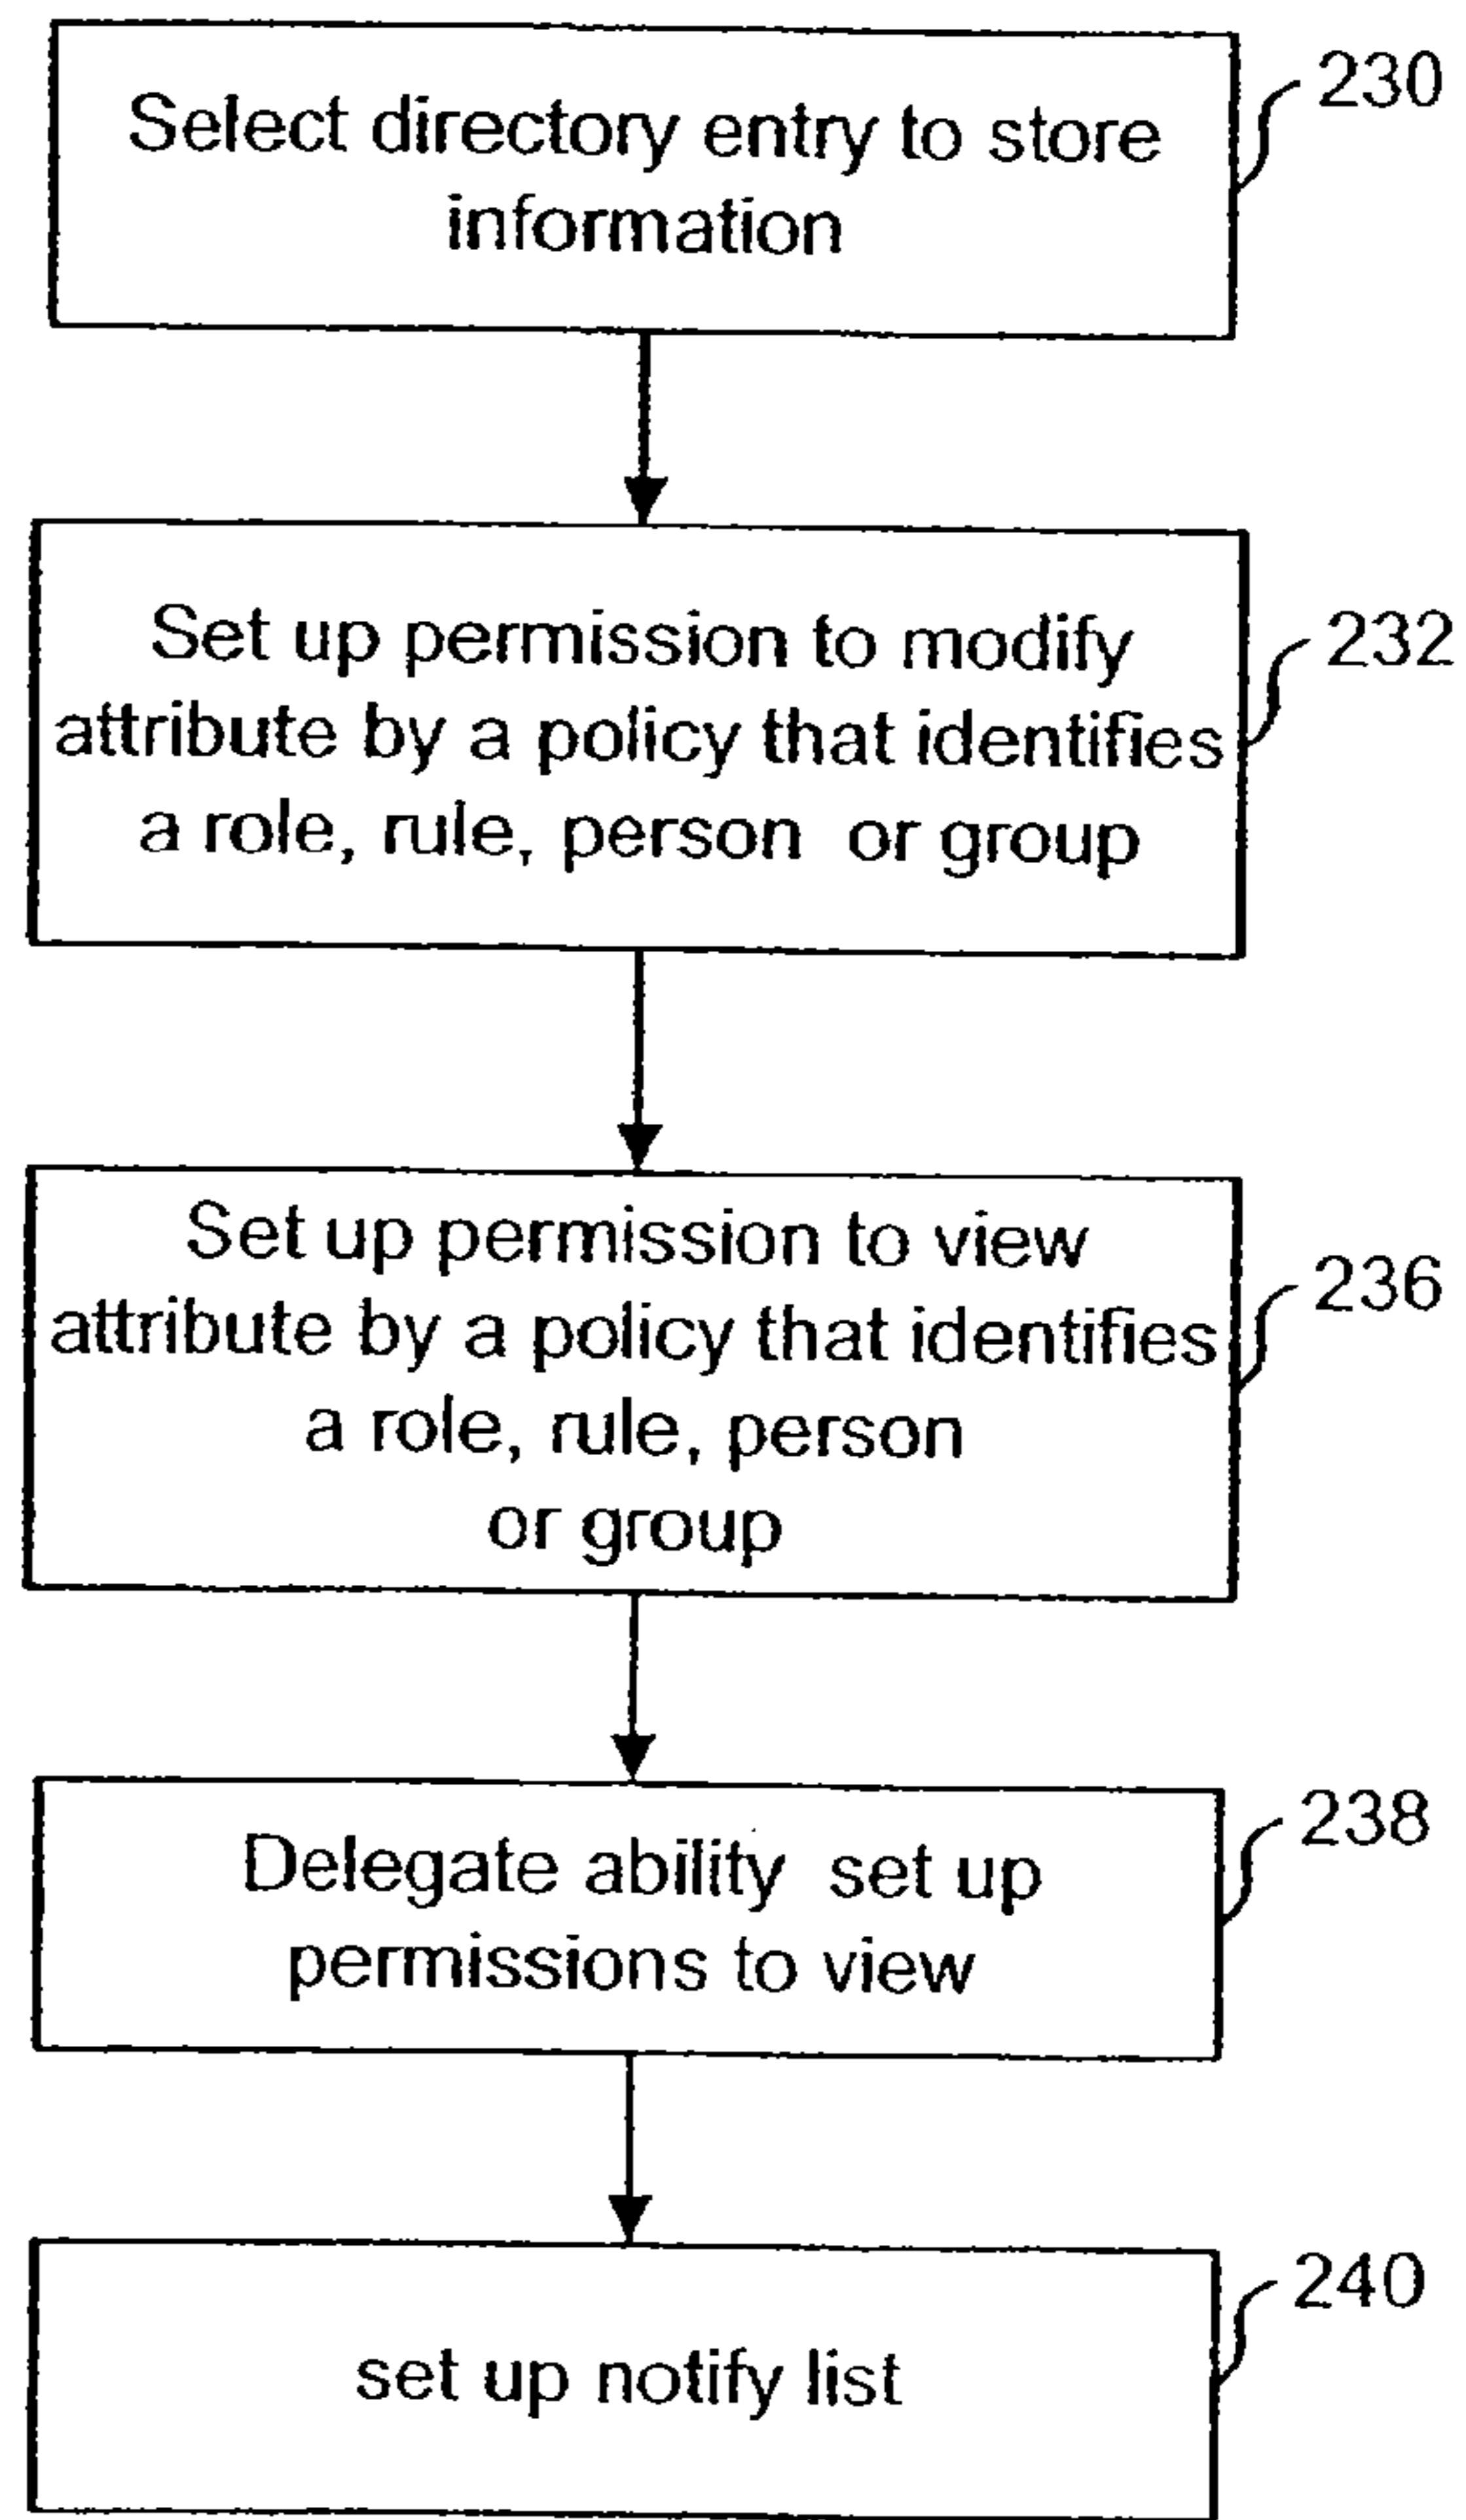 Select directory entry to store
information
230
Set up permission to modify
attribute by a policy that identifies
a role, rule, person or group
232
Set up permission to view
attribute by a policy that identifies
a role, rule, person
or group
236
Delegate ability set up
permissions to view
238
set up notify list
240